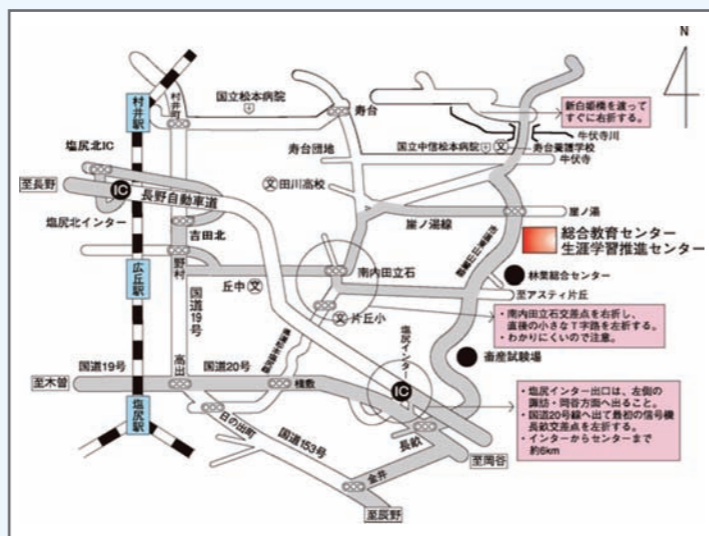 N
村井駅
村井町
国立松本病院
寿台
新白姫橋を渡って
すぐに右折する。
牛伏寺川
塩尻北IC
寿台団地
国立中信松本病院
文
寿台養護学校
牛伏寺
至長野
IC
長野自動車道
文
田川高校
塩尻北インター
吉田北
崖ノ湯線
崖ノ湯
総合教育センター
生涯学習推進センター
広丘駅
野村
丘中
文
南内田立石
林業総合センター
至アスティ片丘
国道19号
文
片丘小
・南内田立石交差点を右折し、
直後の小さなT字路を左折する。
・わかりにくいので注意。
塩尻インター
畜産試験場
国道19号
高出
国道20号
桟敷
IC
至木曽
塩尻駅
日の出町
国道153号
長畝
・塩尻インター出口は、左側の
諏訪・岡谷方面へ出ること。
・国道20号線へ出て最初の信号機
長畝交差点を左折する。
・インターからセンターまで
約6km
至岡谷
金井
至辰野